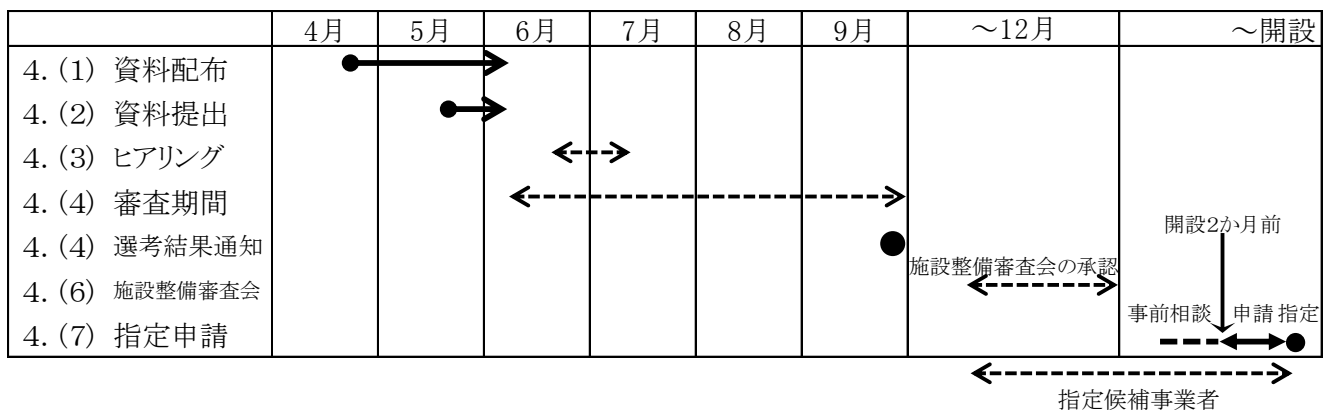 4月 5月 6月 7月 8月 9月 ～12月 ～開設
4.(1) 資料配布
4.(2) 資料提出
4.(3) ヒアリング
4.(4) 審査期間
開設2か月前
4.(4) 選考結果通知
施設整備審査会の承認
4.(6) 施設整備審査会
事前相談 申請 指定
4.(7) 指定申請
指定候補事業者